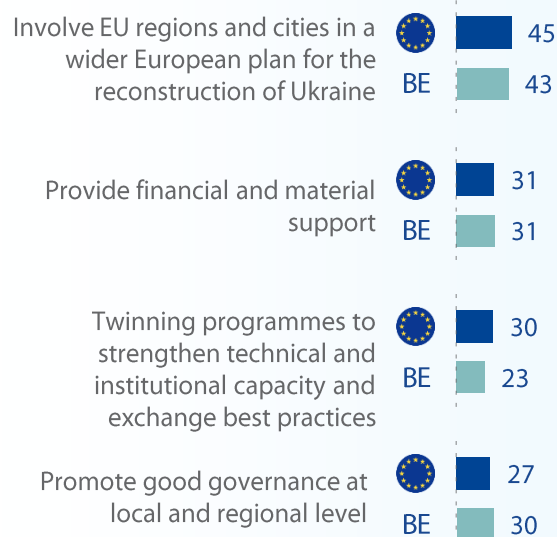 Involve EU regions and cities in a
wider European plan for the
reconstruction of Ukraine
45
BE 43
Provide financial and material
support
31
BE 31
Twinning programmes to
strengthen technical and
institutional capacity and
exchange best practices
30
BE 23
Promote good governance at
local and regional level
27
BE 30